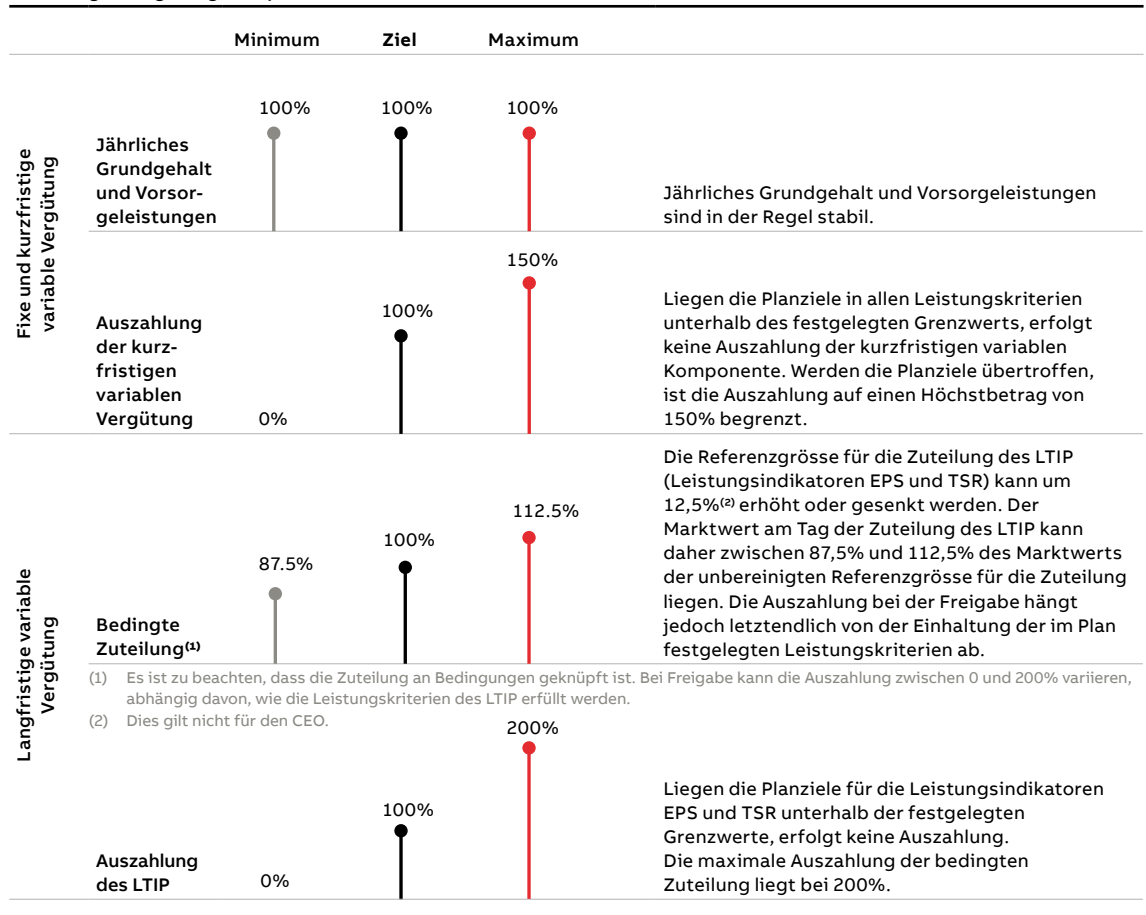 Minimum Ziel Maximum
Fixe und kurzfristige
variable Vergütung
100% 100% 100%
Jährliches
Grundgehalt
und Vorsor-
geleistungen
Jährliches Grundgehalt und Vorsorgeleistungen
sind in der Regel stabil.
150%
100%
0%
Auszahlung
der kurz-
fristigen
variablen
Vergütung
Liegen die Planziele in allen Leistungskriterien
unterhalb des festgelegten Grenzwerts, erfolgt
keine Auszahlung der kurzfristigen variablen
Komponente. Werden die Planziele übertroffen,
ist die Auszahlung auf einen Höchstbetrag von
150% begrenzt.
Langfristige variable
Vergütung
112.5%
100%
87.5%
Bedingte
Zuteilung(1)
Die Referenzgrösse für die Zuteilung des LTIP
(Leistungsindikatoren EPS und TSR) kann um
12,5%(2) erhöht oder gesenkt werden. Der
Marktwert am Tag der Zuteilung des LTIP kann
daher zwischen 87,5% und 112,5% des Marktwerts
der unbereinigten Referenzgrösse für die Zuteilung
liegen. Die Auszahlung bei der Freigabe hängt
jedoch letztendlich von der Einhaltung der im Plan
festgelegten Leistungskriterien ab.
(1) Es ist zu beachten, dass die Zuteilung an Bedingungen geknüpft ist. Bei Freigabe kann die Auszahlung zwischen 0 und 200% variieren,
abhängig davon, wie die Leistungskriterien des LTIP erfüllt werden.
(2) Dies gilt nicht für den CEO.
200%
100%
0%
Auszahlung
des LTIP
Liegen die Planziele für die Leistungsindikatoren
EPS und TSR unterhalb der festgelegten
Grenzwerte, erfolgt keine Auszahlung.
Die maximale Auszahlung der bedingten
Zuteilung liegt bei 200%.